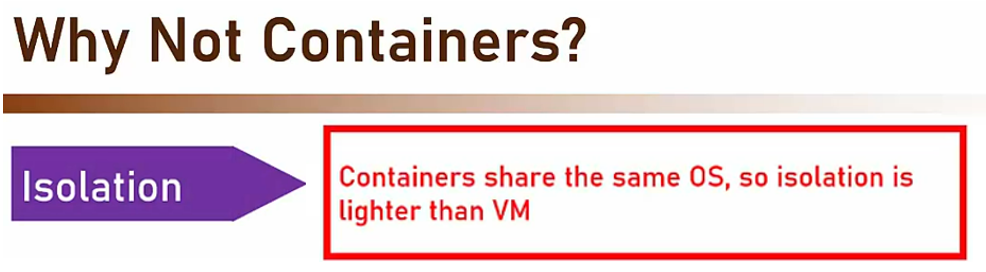 Why Not Containers?
Isolation
Containers share the same OS, so isolation is
lighter than VM